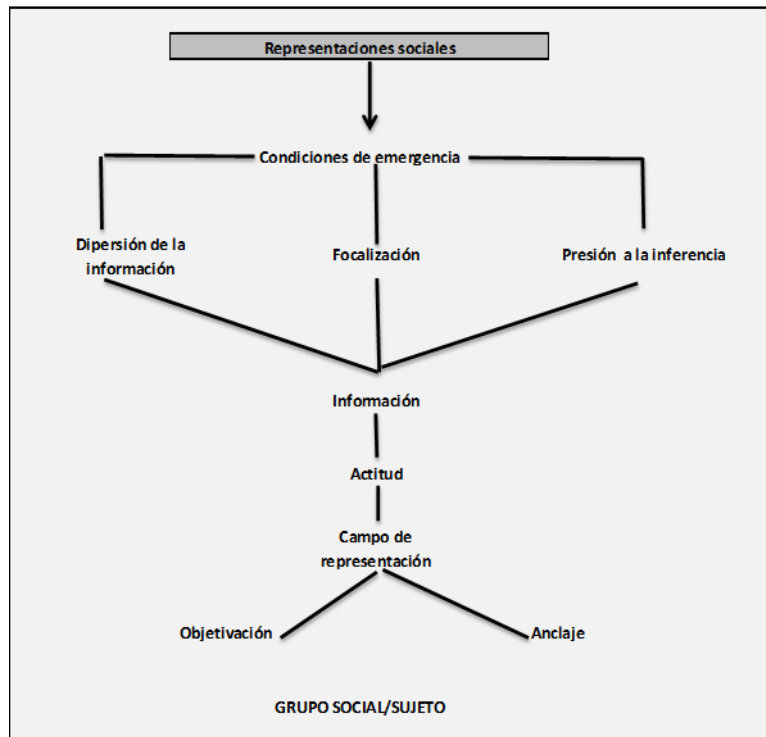 Representaciones sociales
Condiciones de emergencia
Dipersión de la
información
Focalización
Presión a la inferencia
Información
Actitud
Campo de
representación
Objetivación
Anclaje
GRUPO SOCIAL/SUJETO